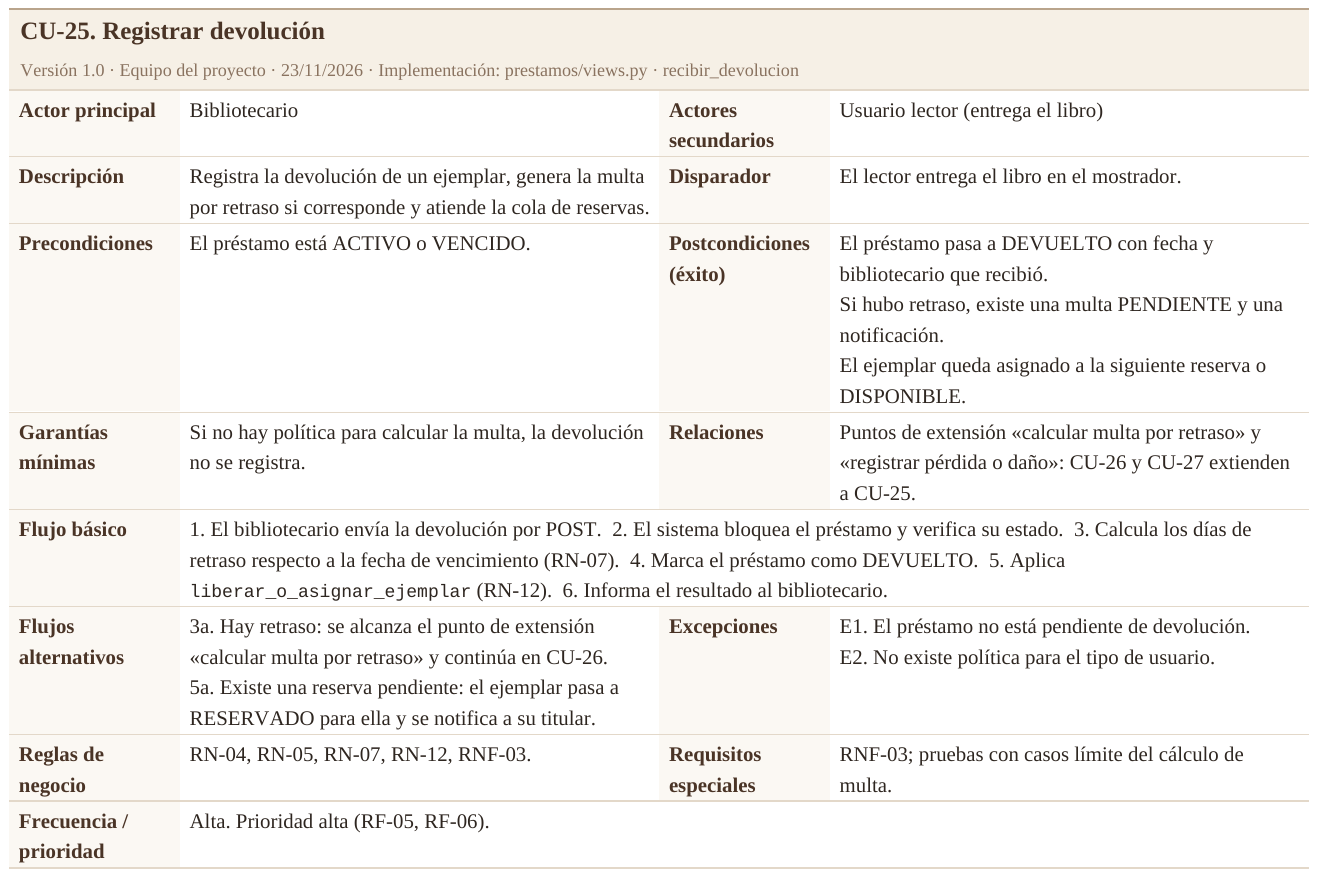 CU-25. Registrar devolución
Versión 1.0 · Equipo del proyecto · 23/11/2026 · Implementación: prestamos/views.py · recibir_devolucion
Actor principal
Bibliotecario
Actores
secundarios
Usuario lector (entrega el libro)
Descripción
Registra la devolución de un ejemplar, genera la multa
por retraso si corresponde y atiende la cola de reservas.
Disparador
El lector entrega el libro en el mostrador.
Precondiciones
El préstamo está ACTIVO o VENCIDO.
Postcondiciones
(éxito)
El préstamo pasa a DEVUELTO con fecha y
bibliotecario que recibió.
Si hubo retraso, existe una multa PENDIENTE y una
notificación.
El ejemplar queda asignado a la siguiente reserva o
DISPONIBLE.
Garantías
mínimas
Si no hay política para calcular la multa, la devolución
no se registra.
Relaciones
Puntos de extensión «calcular multa por retraso» y
«registrar pérdida o daño»: CU-26 y CU-27 extienden
a CU-25.
Flujo básico
1. El bibliotecario envía la devolución por POST.  2. El sistema bloquea el préstamo y verifica su estado.  3. Calcula los días de
retraso respecto a la fecha de vencimiento (RN-07).  4. Marca el préstamo como DEVUELTO.  5. Aplica
liberar_o_asignar_ejemplar (RN-12).  6. Informa el resultado al bibliotecario.
Flujos
alternativos
3a. Hay retraso: se alcanza el punto de extensión
«calcular multa por retraso» y continúa en CU-26.
5a. Existe una reserva pendiente: el ejemplar pasa a
RESERVADO para ella y se notifica a su titular.
Excepciones
E1. El préstamo no está pendiente de devolución.
E2. No existe política para el tipo de usuario.
Reglas de
negocio
RN-04, RN-05, RN-07, RN-12, RNF-03.
Requisitos
especiales
RNF-03; pruebas con casos límite del cálculo de
multa.
Frecuencia /
prioridad
Alta. Prioridad alta (RF-05, RF-06).